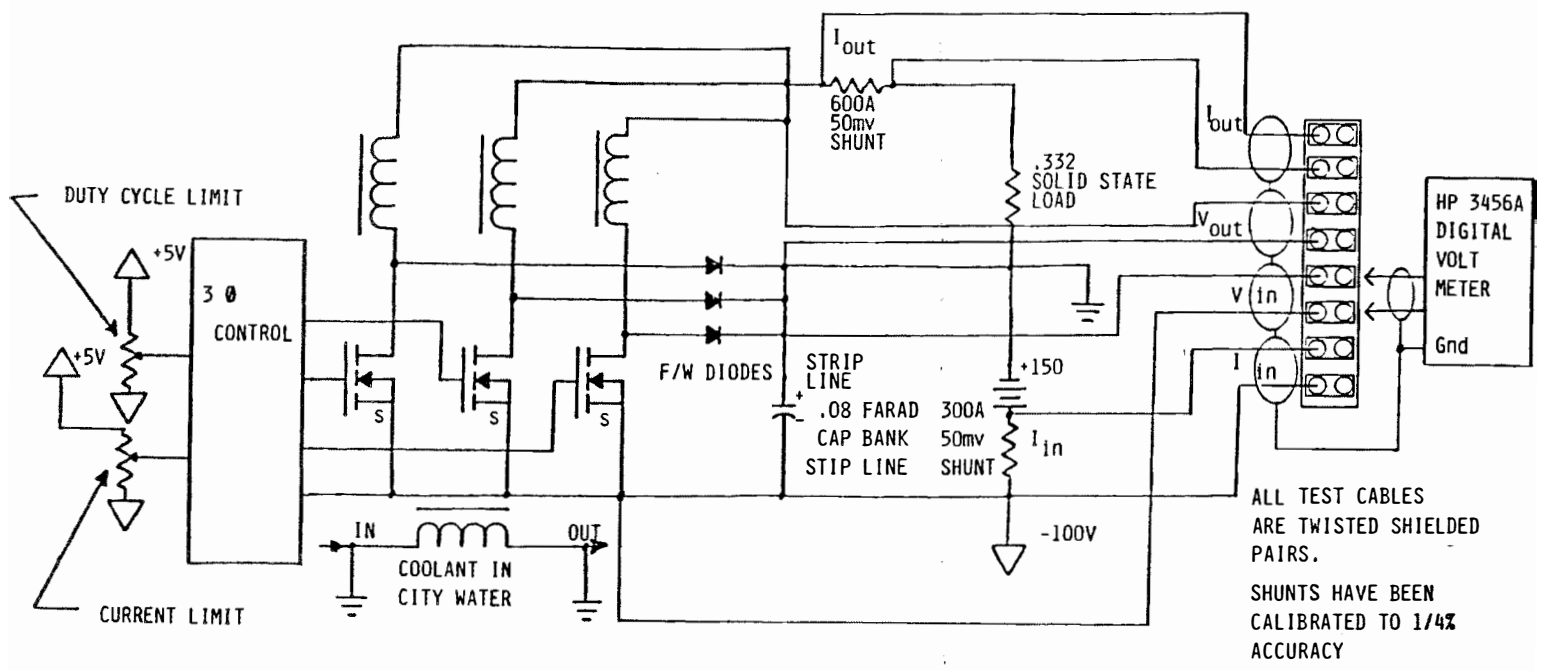 I out
600A
50mv
SHUNT
.332
SOLID STATE
LOAD
I out
V out
V in
I in
HP 3456A
DIGITAL
VOLT
METER
Gnd
DUTY CYCLE LIMIT
+5V
+5V
3 Ø
CONTROL
S
S
S
F/W DIODES
STRIP
LINE
+
-
.08 FARAD
CAP BANK
STIP LINE
+150
300A
50mv
SHUNT
I in
-100V
IN
OUT
COOLANT IN
CITY WATER
CURRENT LIMIT
ALL TEST CABLES
ARE TWISTED SHIELDED
PAIRS.
SHUNTS HAVE BEEN
CALIBRATED TO 1/4%
ACCURACY